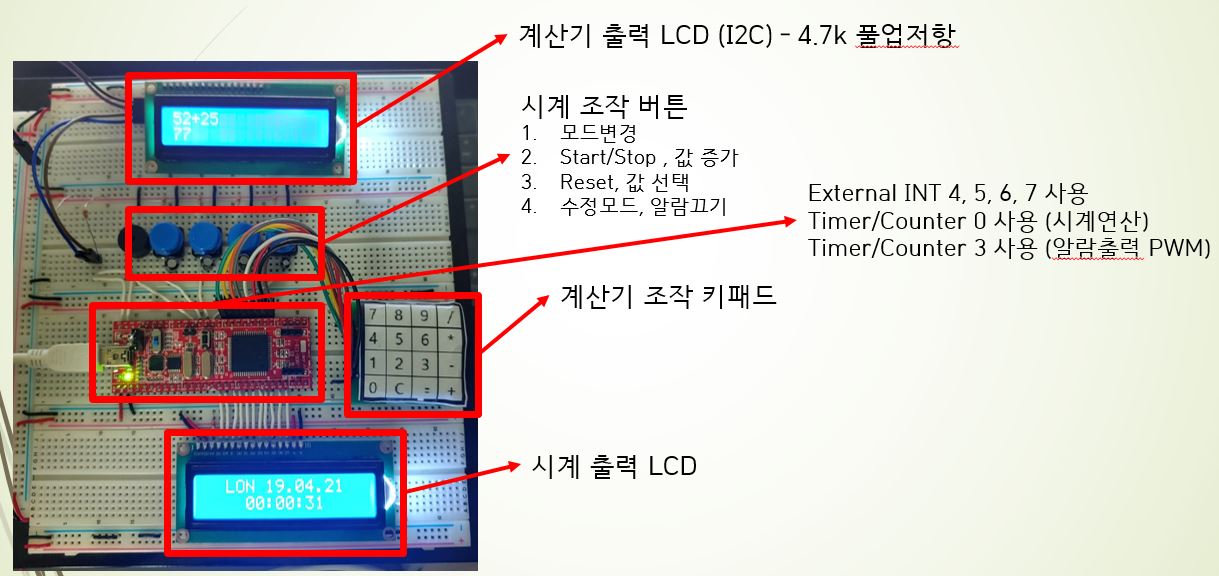 계산기 출력 LCD (I2C) - 4.7k 풀업저항
시계 조작 버튼
1. 모드변경
2. Start/Stop , 값 증가
3. Reset, 값 선택
4. 수정모드, 알람끄기
External INT 4, 5, 6, 7 사용
Timer/Counter 0 사용 (시계연산)
Timer/Counter 3 사용 (알람출력 PWM)
계산기 조작 키패드
시계 출력 LCD
52+25
77
7 8 9 /
4 5 6 *
1 2 3 -
0 C = +
LON 19.04.21
00:00:31